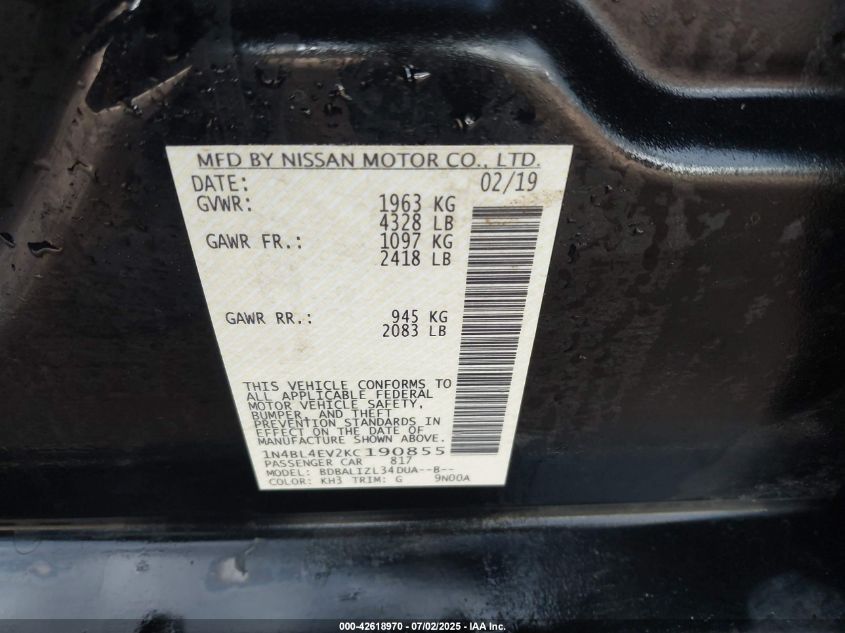 MFD BY NISSAN MOTOR CO., LTD.
DATE: 02/19
GVWR: 1963 KG
4328 LB
GAWR FR.: 1097 KG
2418 LB
GAWR RR.: 945 KG
2083 LB
THIS VEHICLE CONFORMS TO
ALL APPLICABLE FEDERAL
MOTOR VEHICLE SAFETY,
BUMPER, AND THEFT
PREVENTION STANDARDS IN
EFFECT ON THE DATE OF
MANUFACTURE SHOWN ABOVE.
1N4BL4EV2KC190855
PASSENGER CAR 817
MODEL: BDBALIZL34DUA--B--
COLOR: KH3 TRIM: G 9N00A
000-42618970 - 07/02/2025 - IAA Inc.